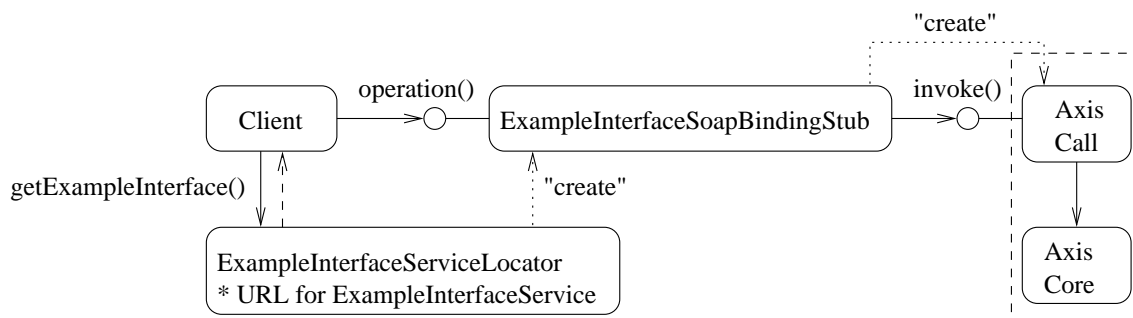 "create"
operation()
invoke()
Client
ExampleInterfaceSoapBindingStub
Axis
Call
getExampleInterface()
"create"
ExampleInterfaceServiceLocator
* URL for ExampleInterfaceService
Axis
Core